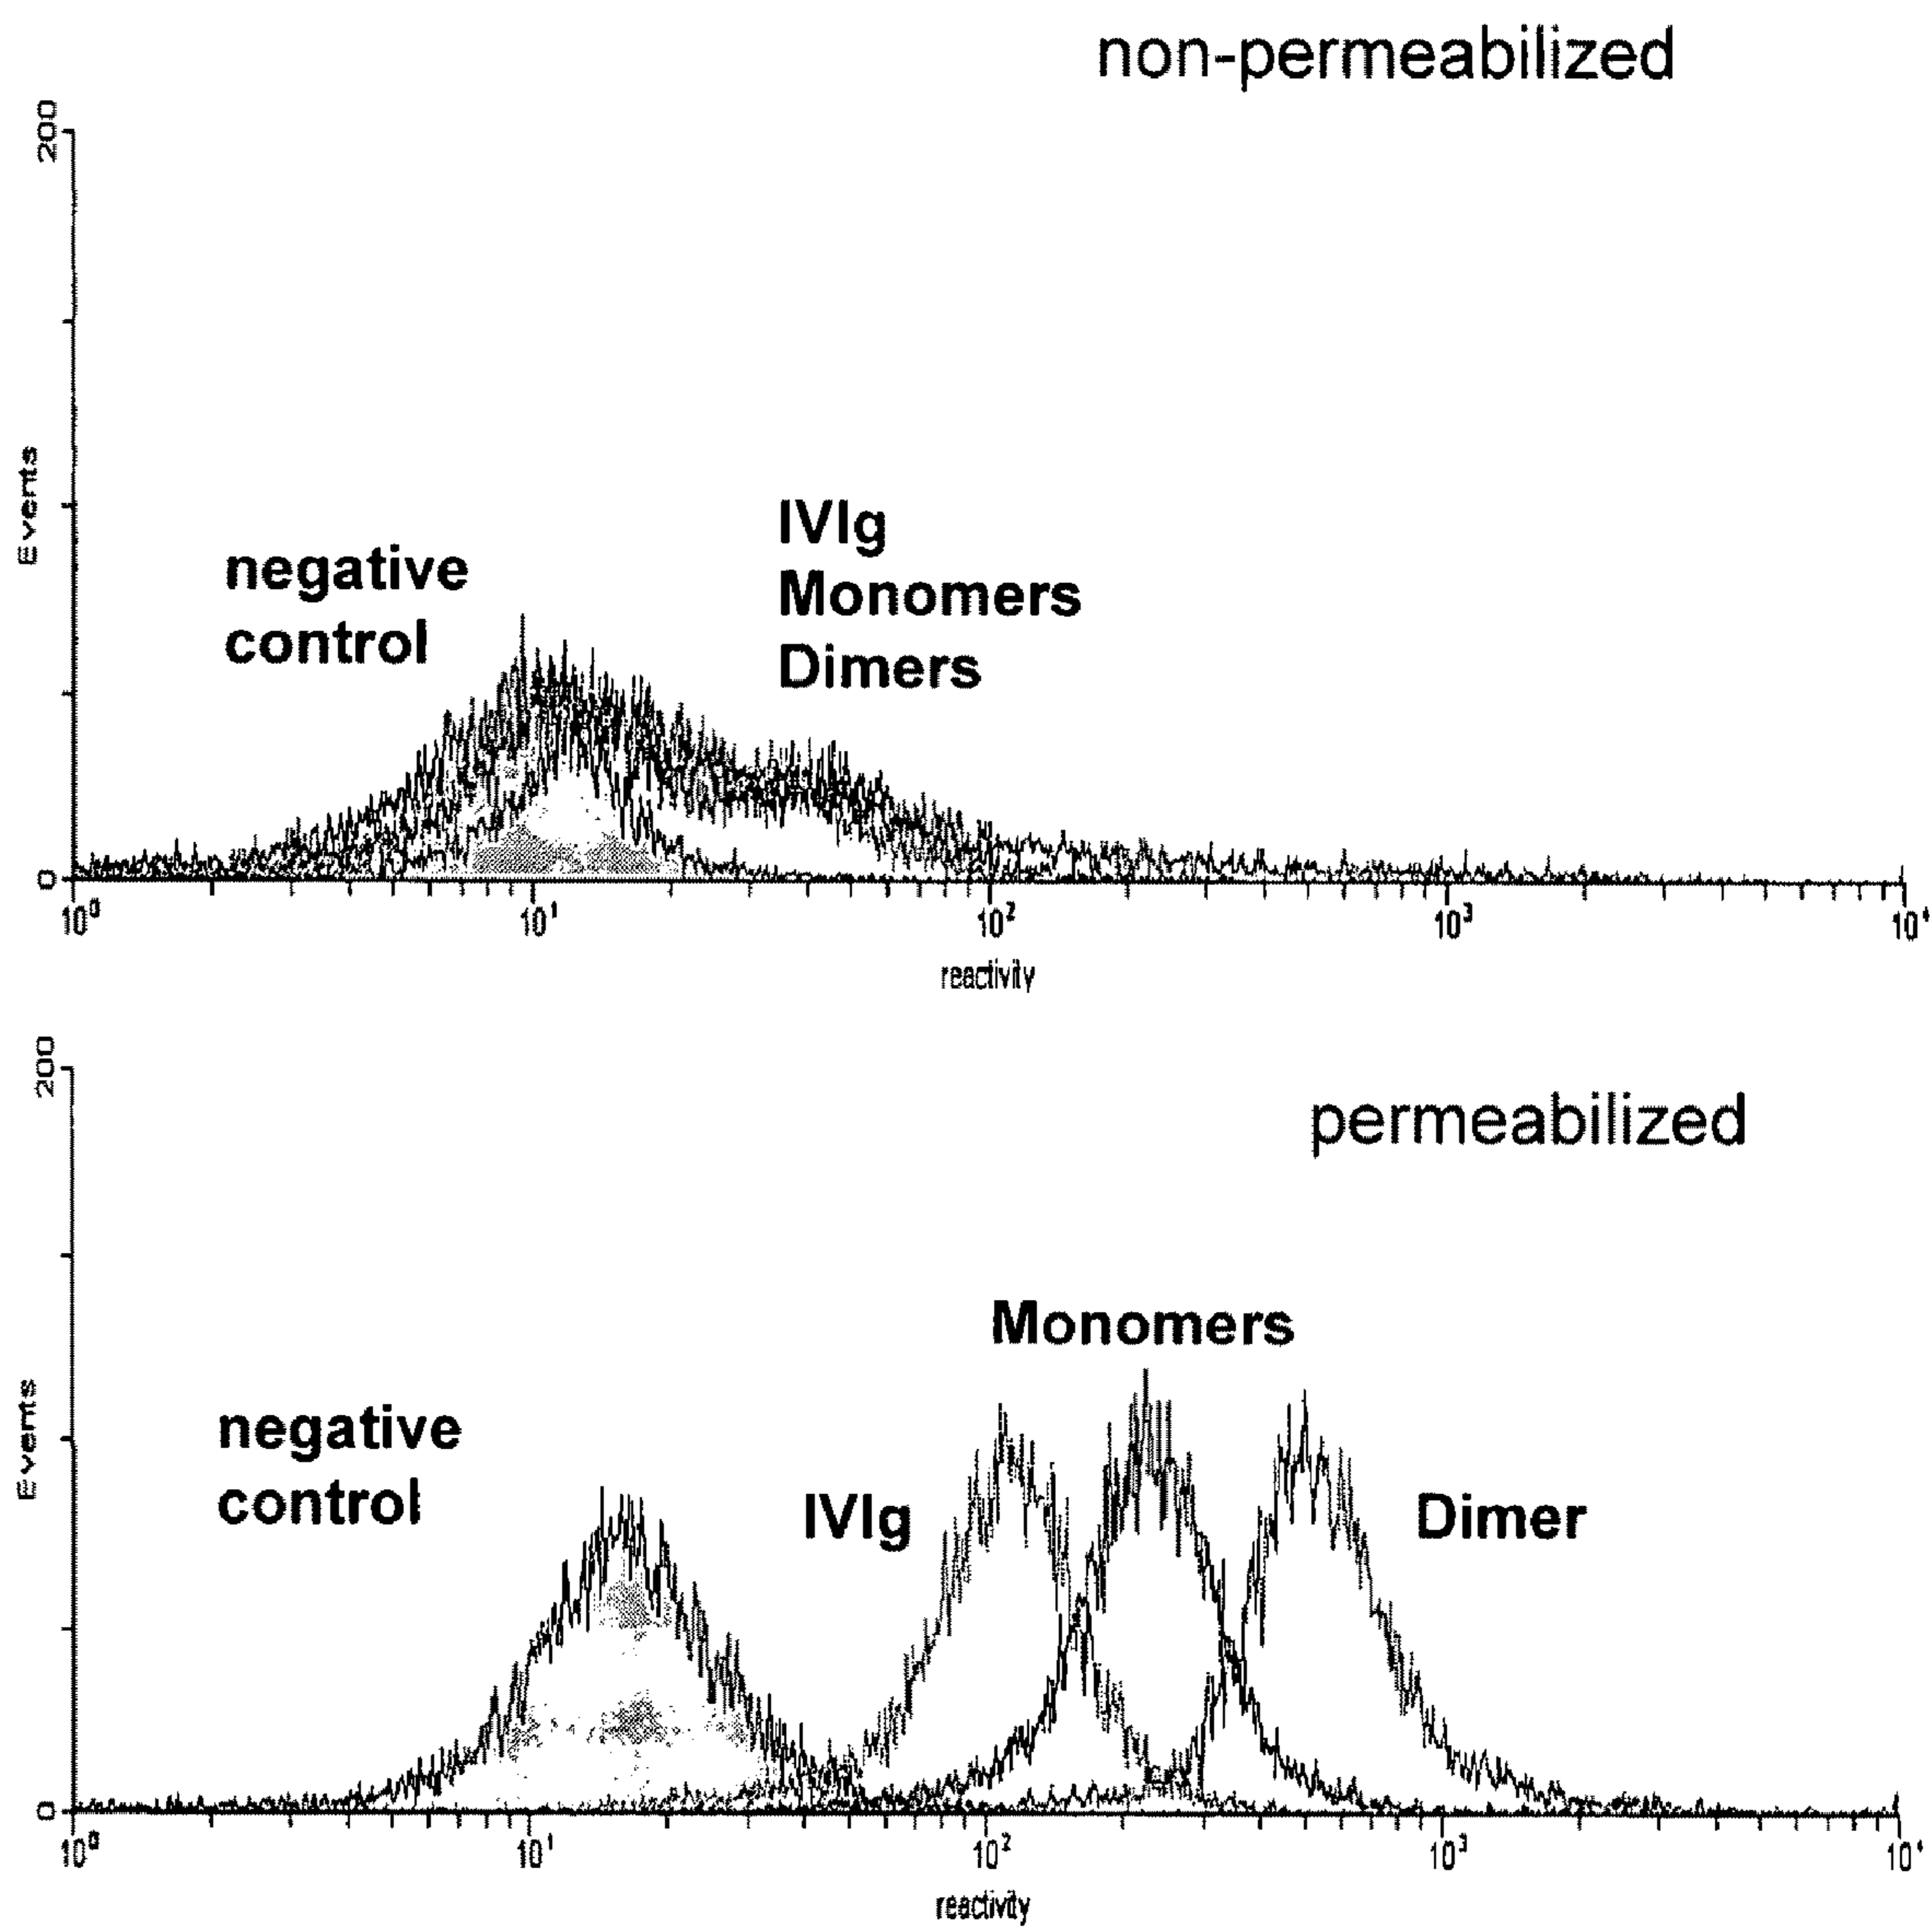 non-permeabilized
200
Events
negative
control
IVIg
Monomers
Dimers
0
10⁰ 10¹ 10² 10³ 10⁴
reactivity
200
permeabilized
Monomers
Events
negative
control
IVIg
Dimer
0
10⁰ 10¹ 10² 10³ 10⁴
reactivity